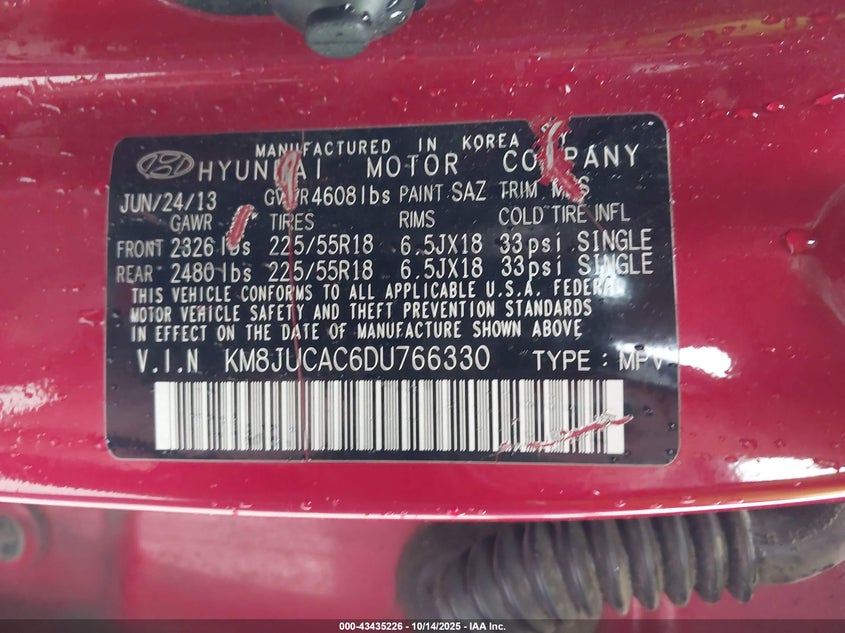 MANUFACTURED IN KOREA BY
HYUNDAI MOTOR COMPANY
JUN/24/13 GVWR4608lbs PAINT SAZ TRIM
GAWR TIRES RIMS COLD TIRE INFL
FRONT 2326 lbs 225/55R18 6.5JX18 33psi SINGLE
REAR 2480 lbs 225/55R18 6.5JX18 33psi SINGLE
THIS VEHICLE CONFORMS TO ALL APPLICABLE U.S.A. FEDERAL
MOTOR VEHICLE SAFETY AND THEFT PREVENTION STANDARDS
IN EFFECT ON THE DATE OF MANUFACTURE SHOWN ABOVE
V.I.N KM8JUCAC6DU766330 TYPE : MPV
000-43435226 - 10/14/2025 - IAA Inc.